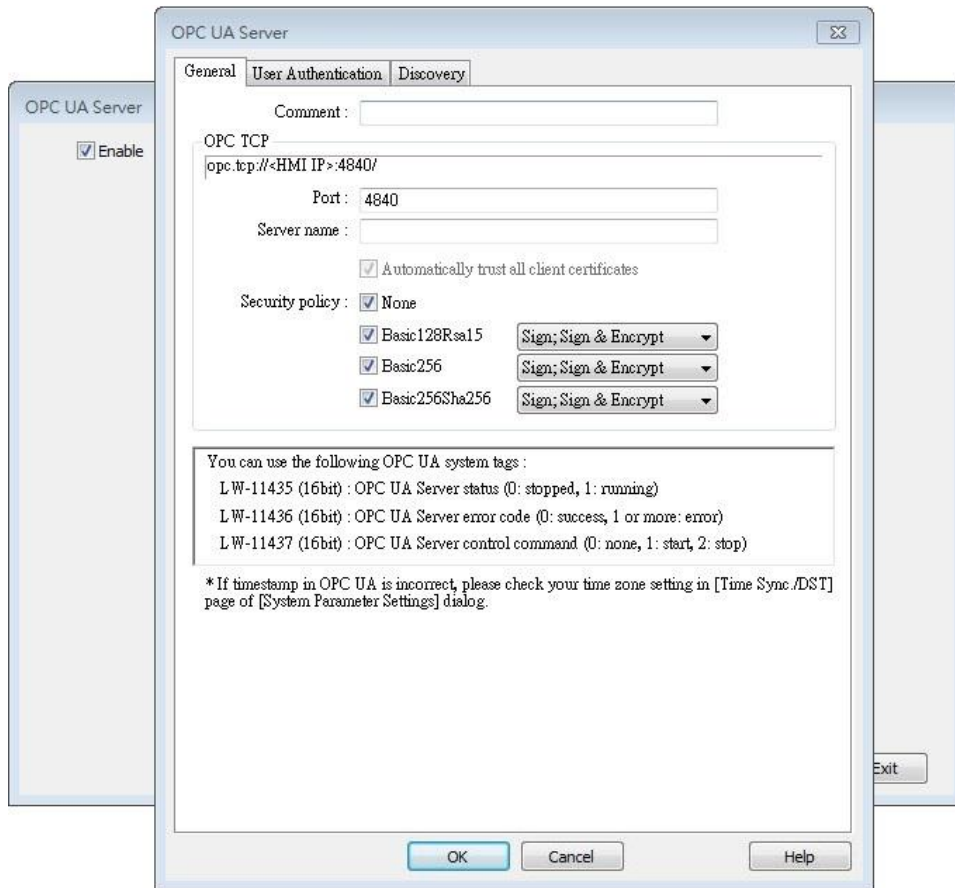 OPC UA Server
OPC UA Server
Enable
General User Authentication Discovery
Comment :
OPC TCP
opc.tcp://<HMI IP>:4840/
Port : 4840
Server name :
Automatically trust all client certificates
Security policy : None
Basic128Rsa15 Sign; Sign & Encrypt
Basic256 Sign; Sign & Encrypt
Basic256Sha256 Sign; Sign & Encrypt
You can use the following OPC UA system tags :
LW-11435 (16bit) : OPC UA Server status (0: stopped, 1: running)
LW-11436 (16bit) : OPC UA Server error code (0: success, 1 or more: error)
LW-11437 (16bit) : OPC UA Server control command (0: none, 1: start, 2: stop)
* If timestamp in OPC UA is incorrect, please check your time zone setting in [Time Sync./DST]
page of [System Parameter Settings] dialog.
Exit
OK Cancel Help